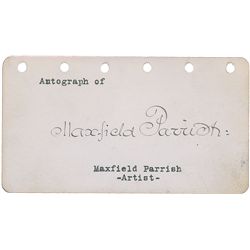 Autograph of
Maxfield Parrish:
Maxfield Parrish
-Artist-